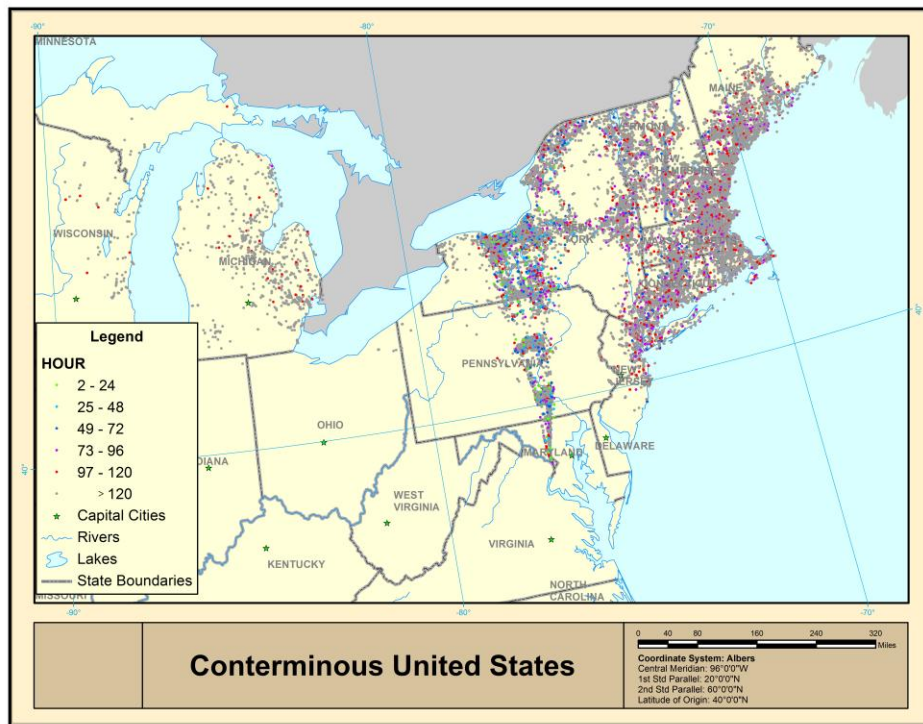 -90°
-80°
-70°
MINNESOTA
MAINE
WISCONSIN
MICHIGAN
YORK
40°
Legend
HOUR
2 - 24
25 - 48
49 - 72
73 - 96
97 - 120
> 120
Capital Cities
Rivers
Lakes
State Boundaries
PENNSYLVANIA
NEW
JERSEY
OHIO
DIANA
MARYLAND
DELAWARE
40°
WEST
VIRGINIA
VIRGINIA
KENTUCKY
NORTH
CAROLINA
MISSOURI
-90°
-80°
-70°
Conterminous United States
0 40 80 160 240 320
Miles
Coordinate System: Albers
Central Meridian: 96°0'0"W
1st Std Parallel: 20°0'0"N
2nd Std Parallel: 60°0'0"N
Latitude of Origin: 40°0'0"N